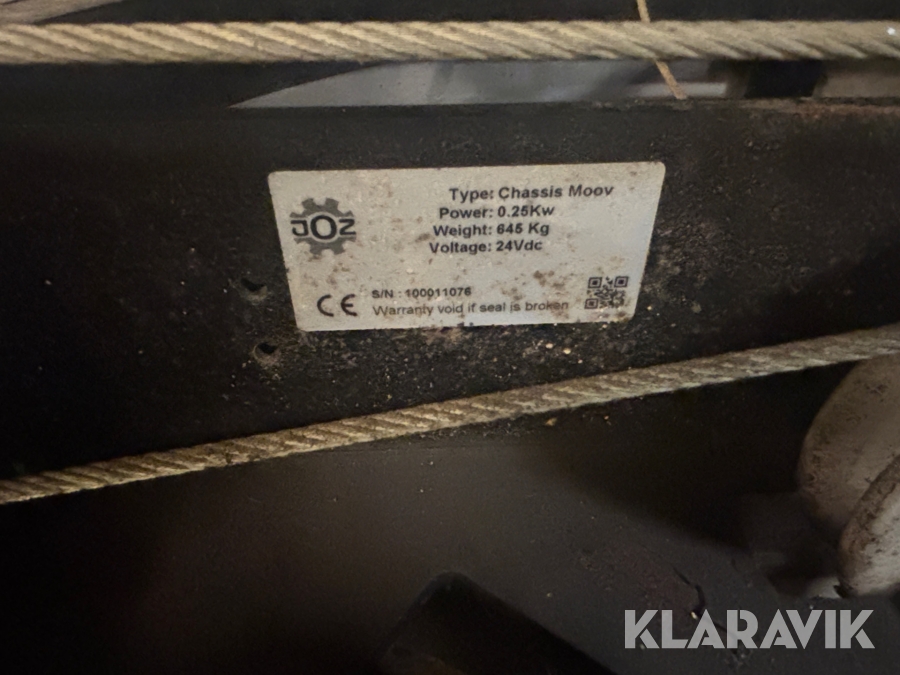 JOZ
Type: Chassis Moov
Power: 0.25Kw
Weight: 645 Kg
Voltage: 24Vdc
CE
S/N : 100011076
Warranty void if seal is broken
KLARAVIK